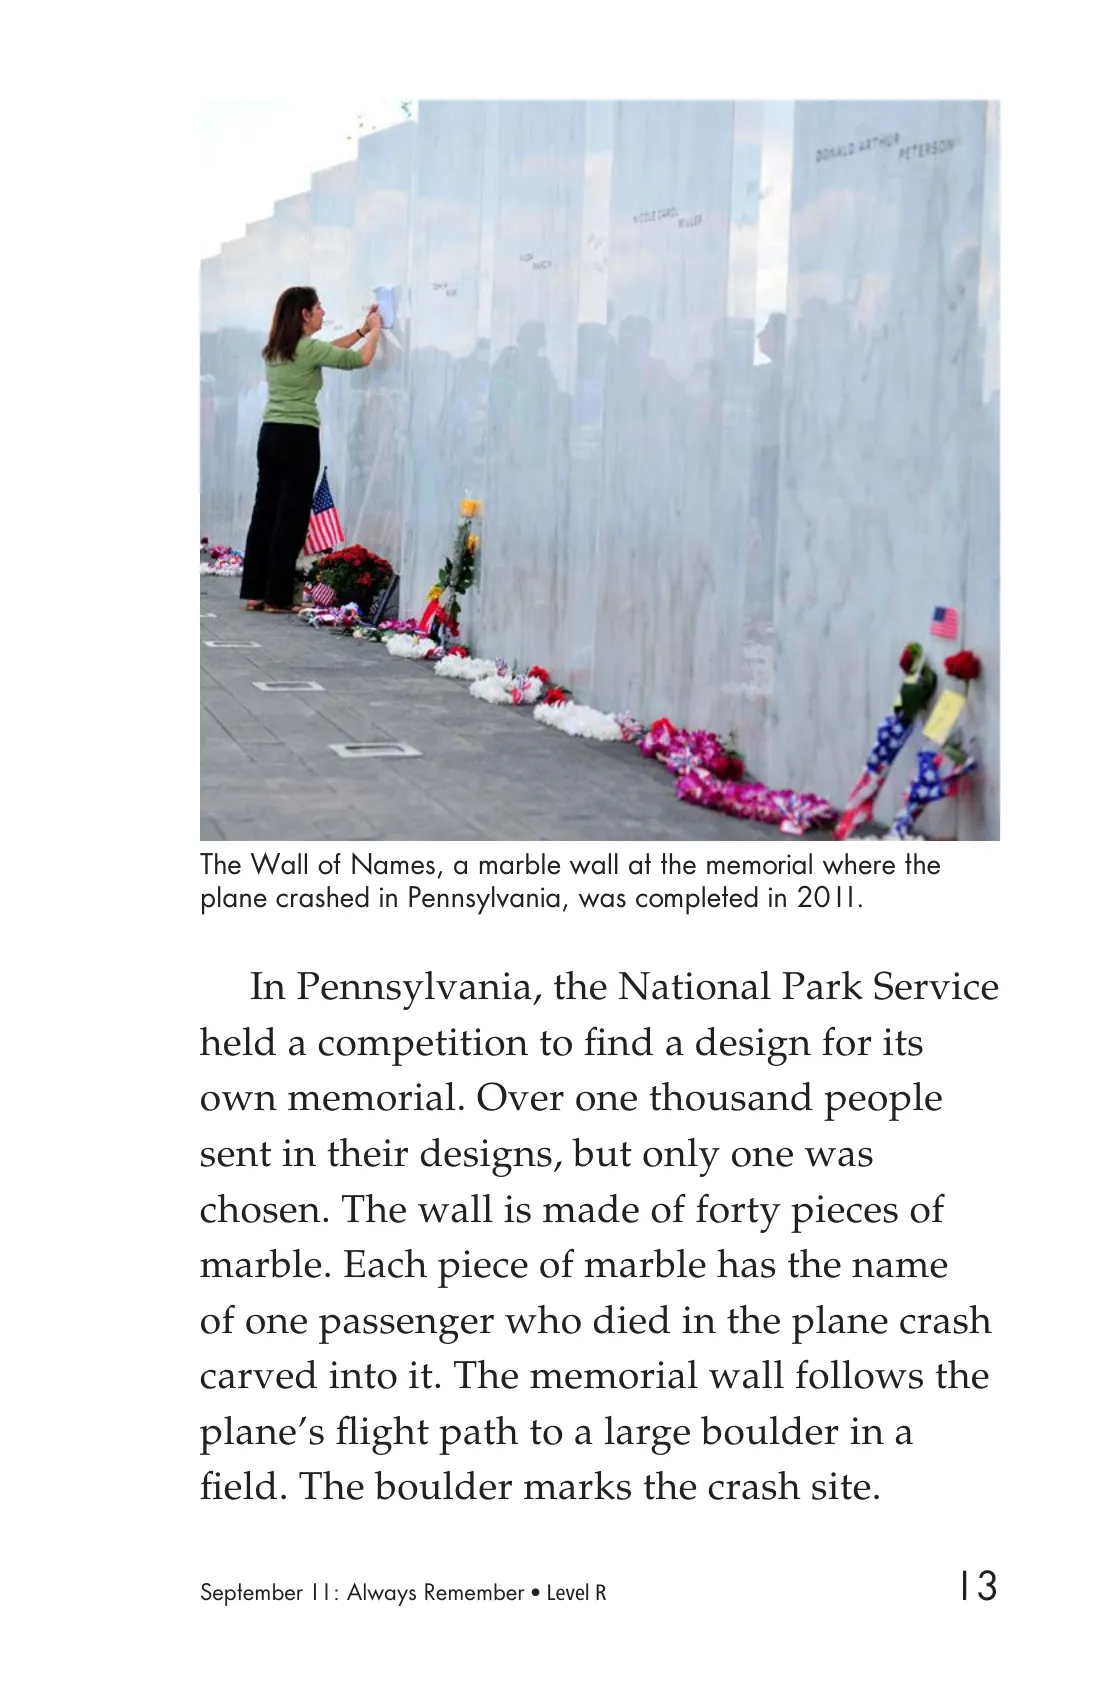 DONALD ARTHUR
PETERSON
NICOLE CAROL
MILLER
The Wall of Names, a marble wall at the memorial where the
plane crashed in Pennsylvania, was completed in 2011.
In Pennsylvania, the National Park Service
held a competition to find a design for its
own memorial. Over one thousand people
sent in their designs, but only one was
chosen. The wall is made of forty pieces of
marble. Each piece of marble has the name
of one passenger who died in the plane crash
carved into it. The memorial wall follows the
plane’s flight path to a large boulder in a
field. The boulder marks the crash site.
September 11: Always Remember • Level R
13